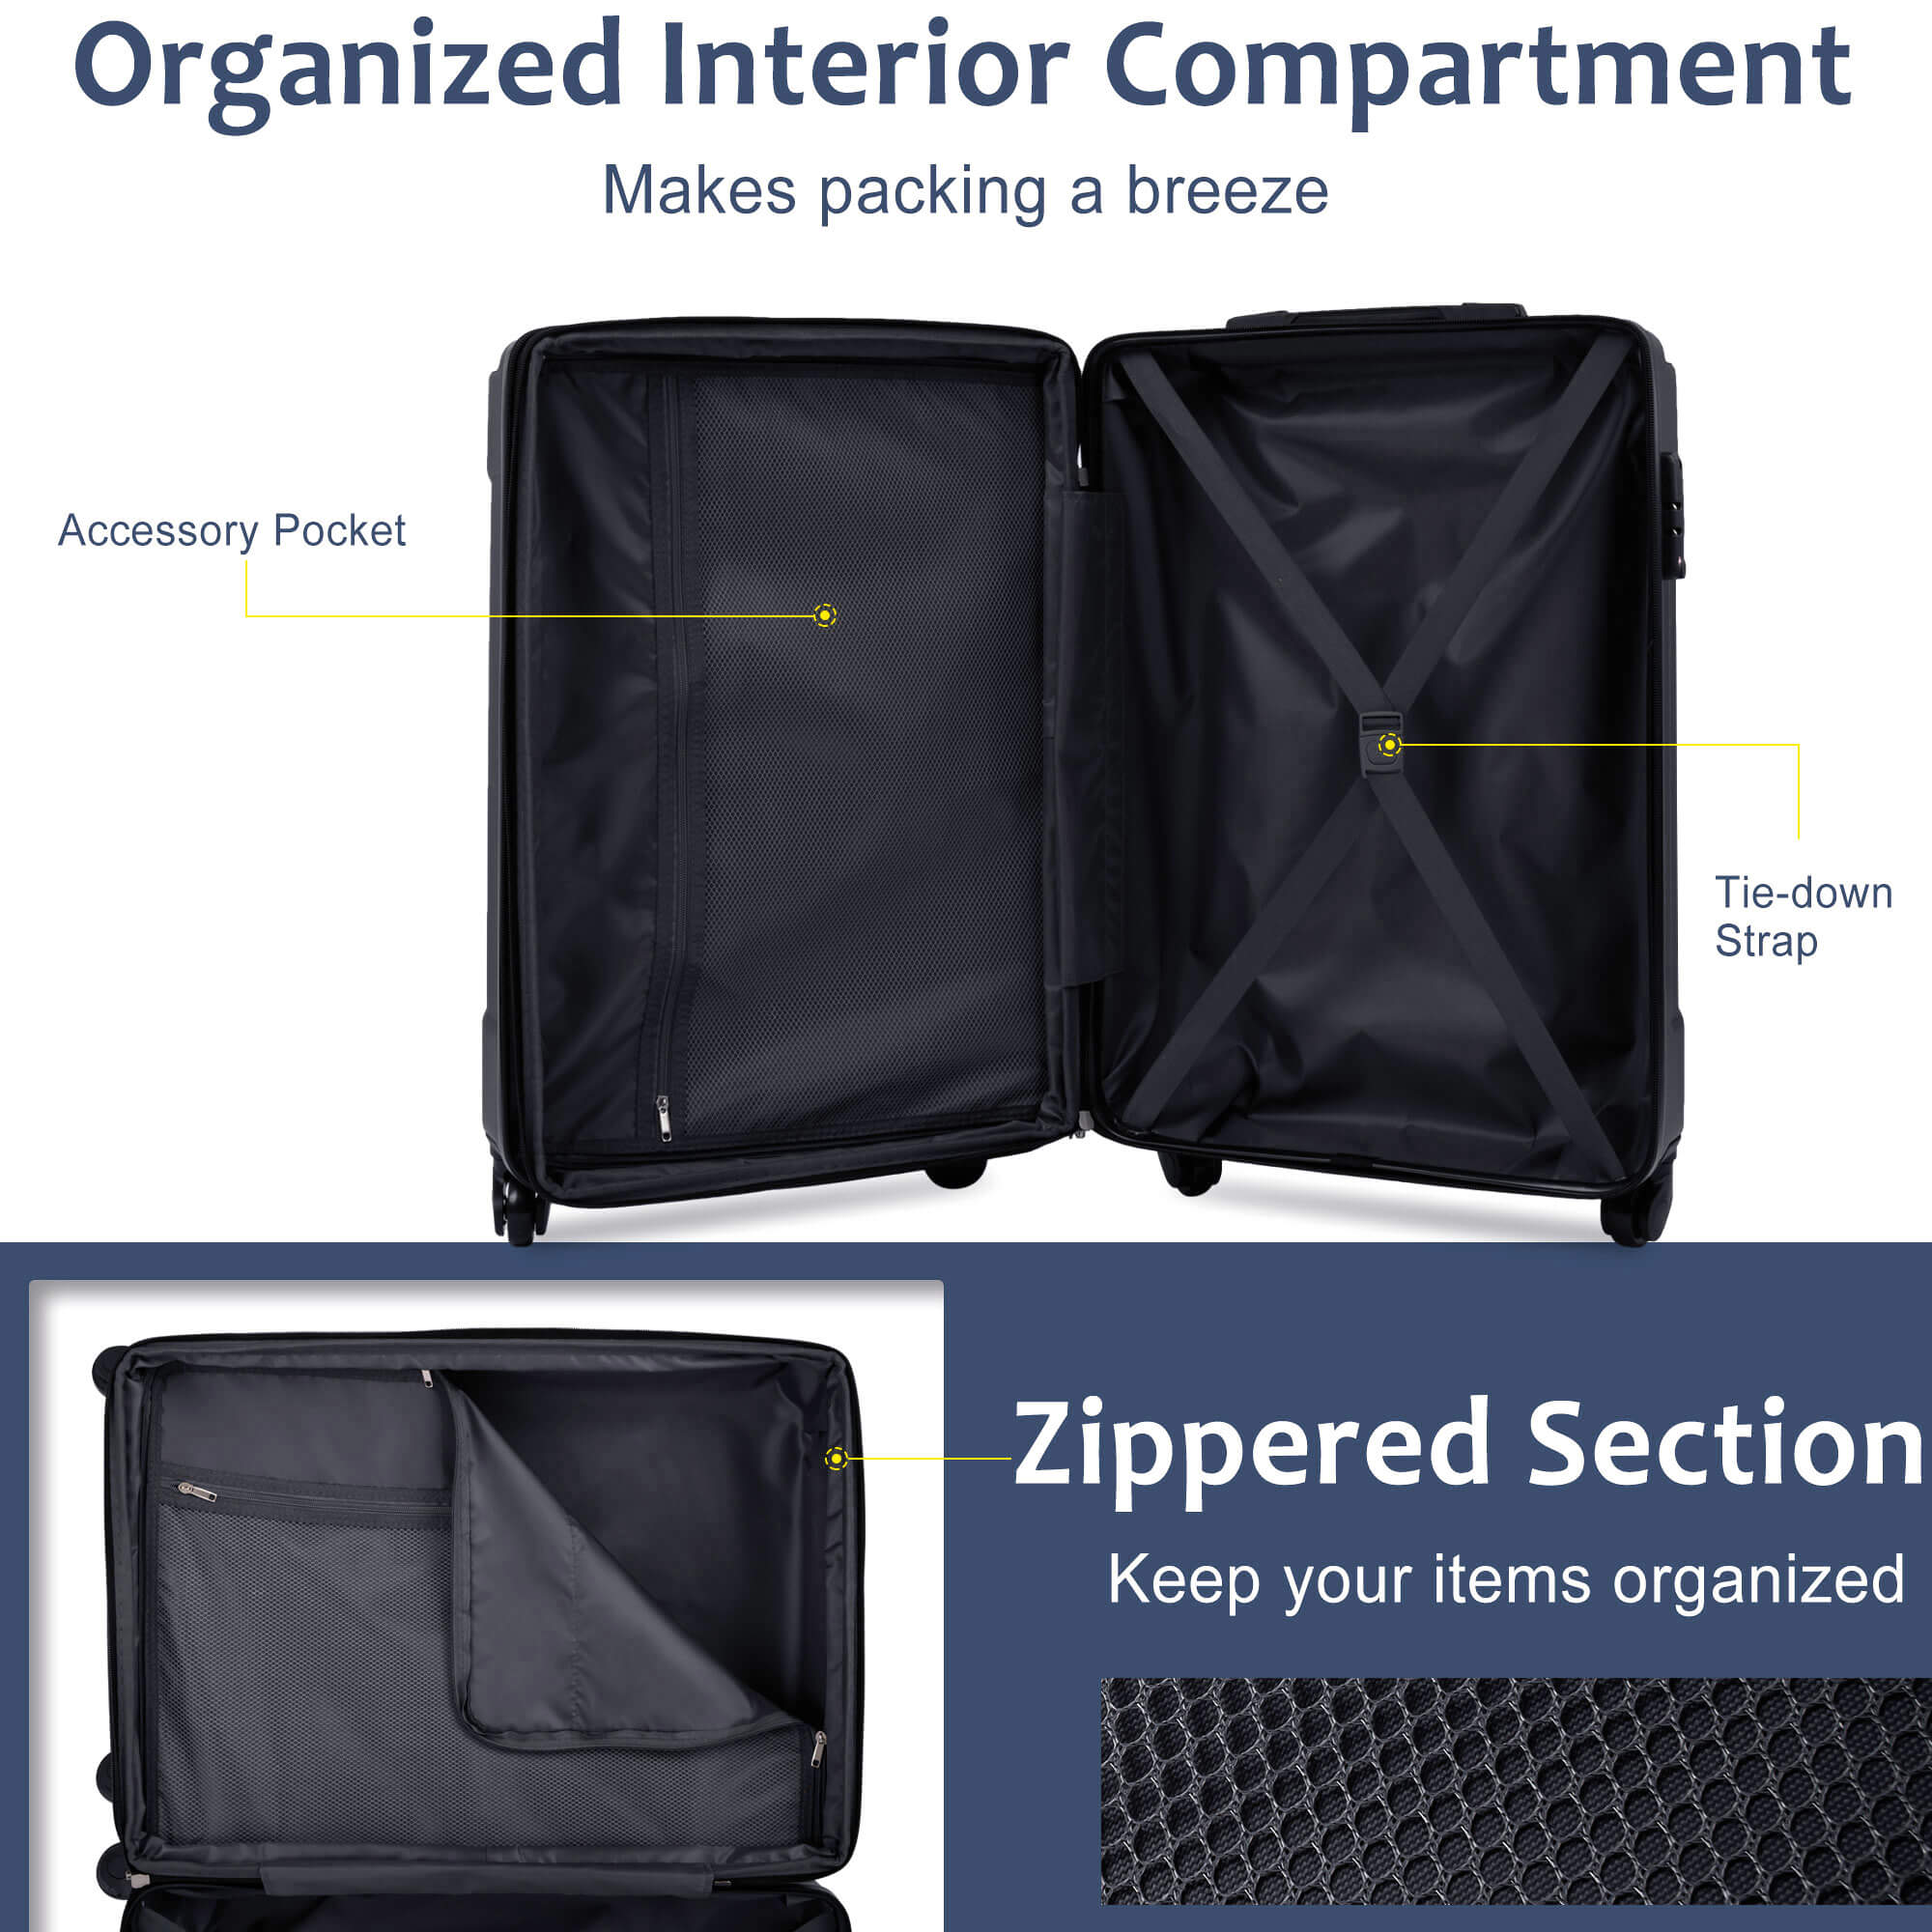 Organized Interior Compartment
Makes packing a breeze
Accessory Pocket
Tie-down
Strap
Zippered Section
Keep your items organized